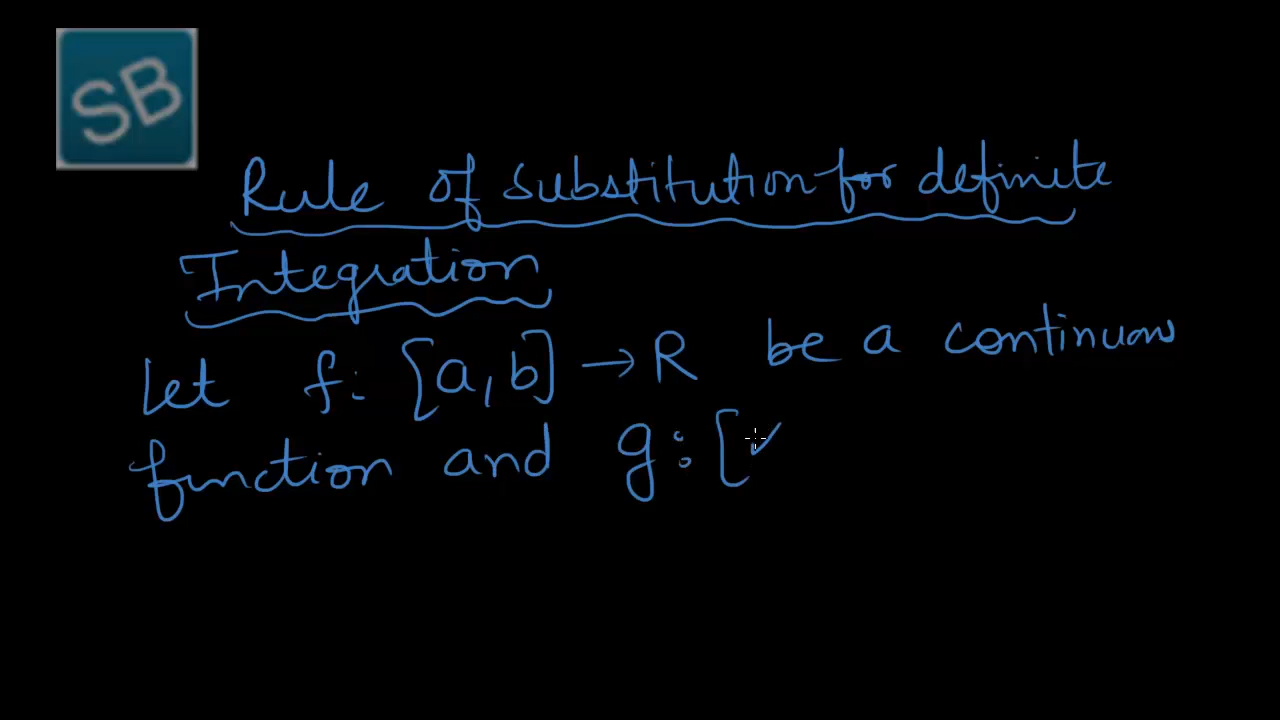 SB
Rule of substitution for definite
Integration
Let f: [a, b] → R be a continuous
function and g: [